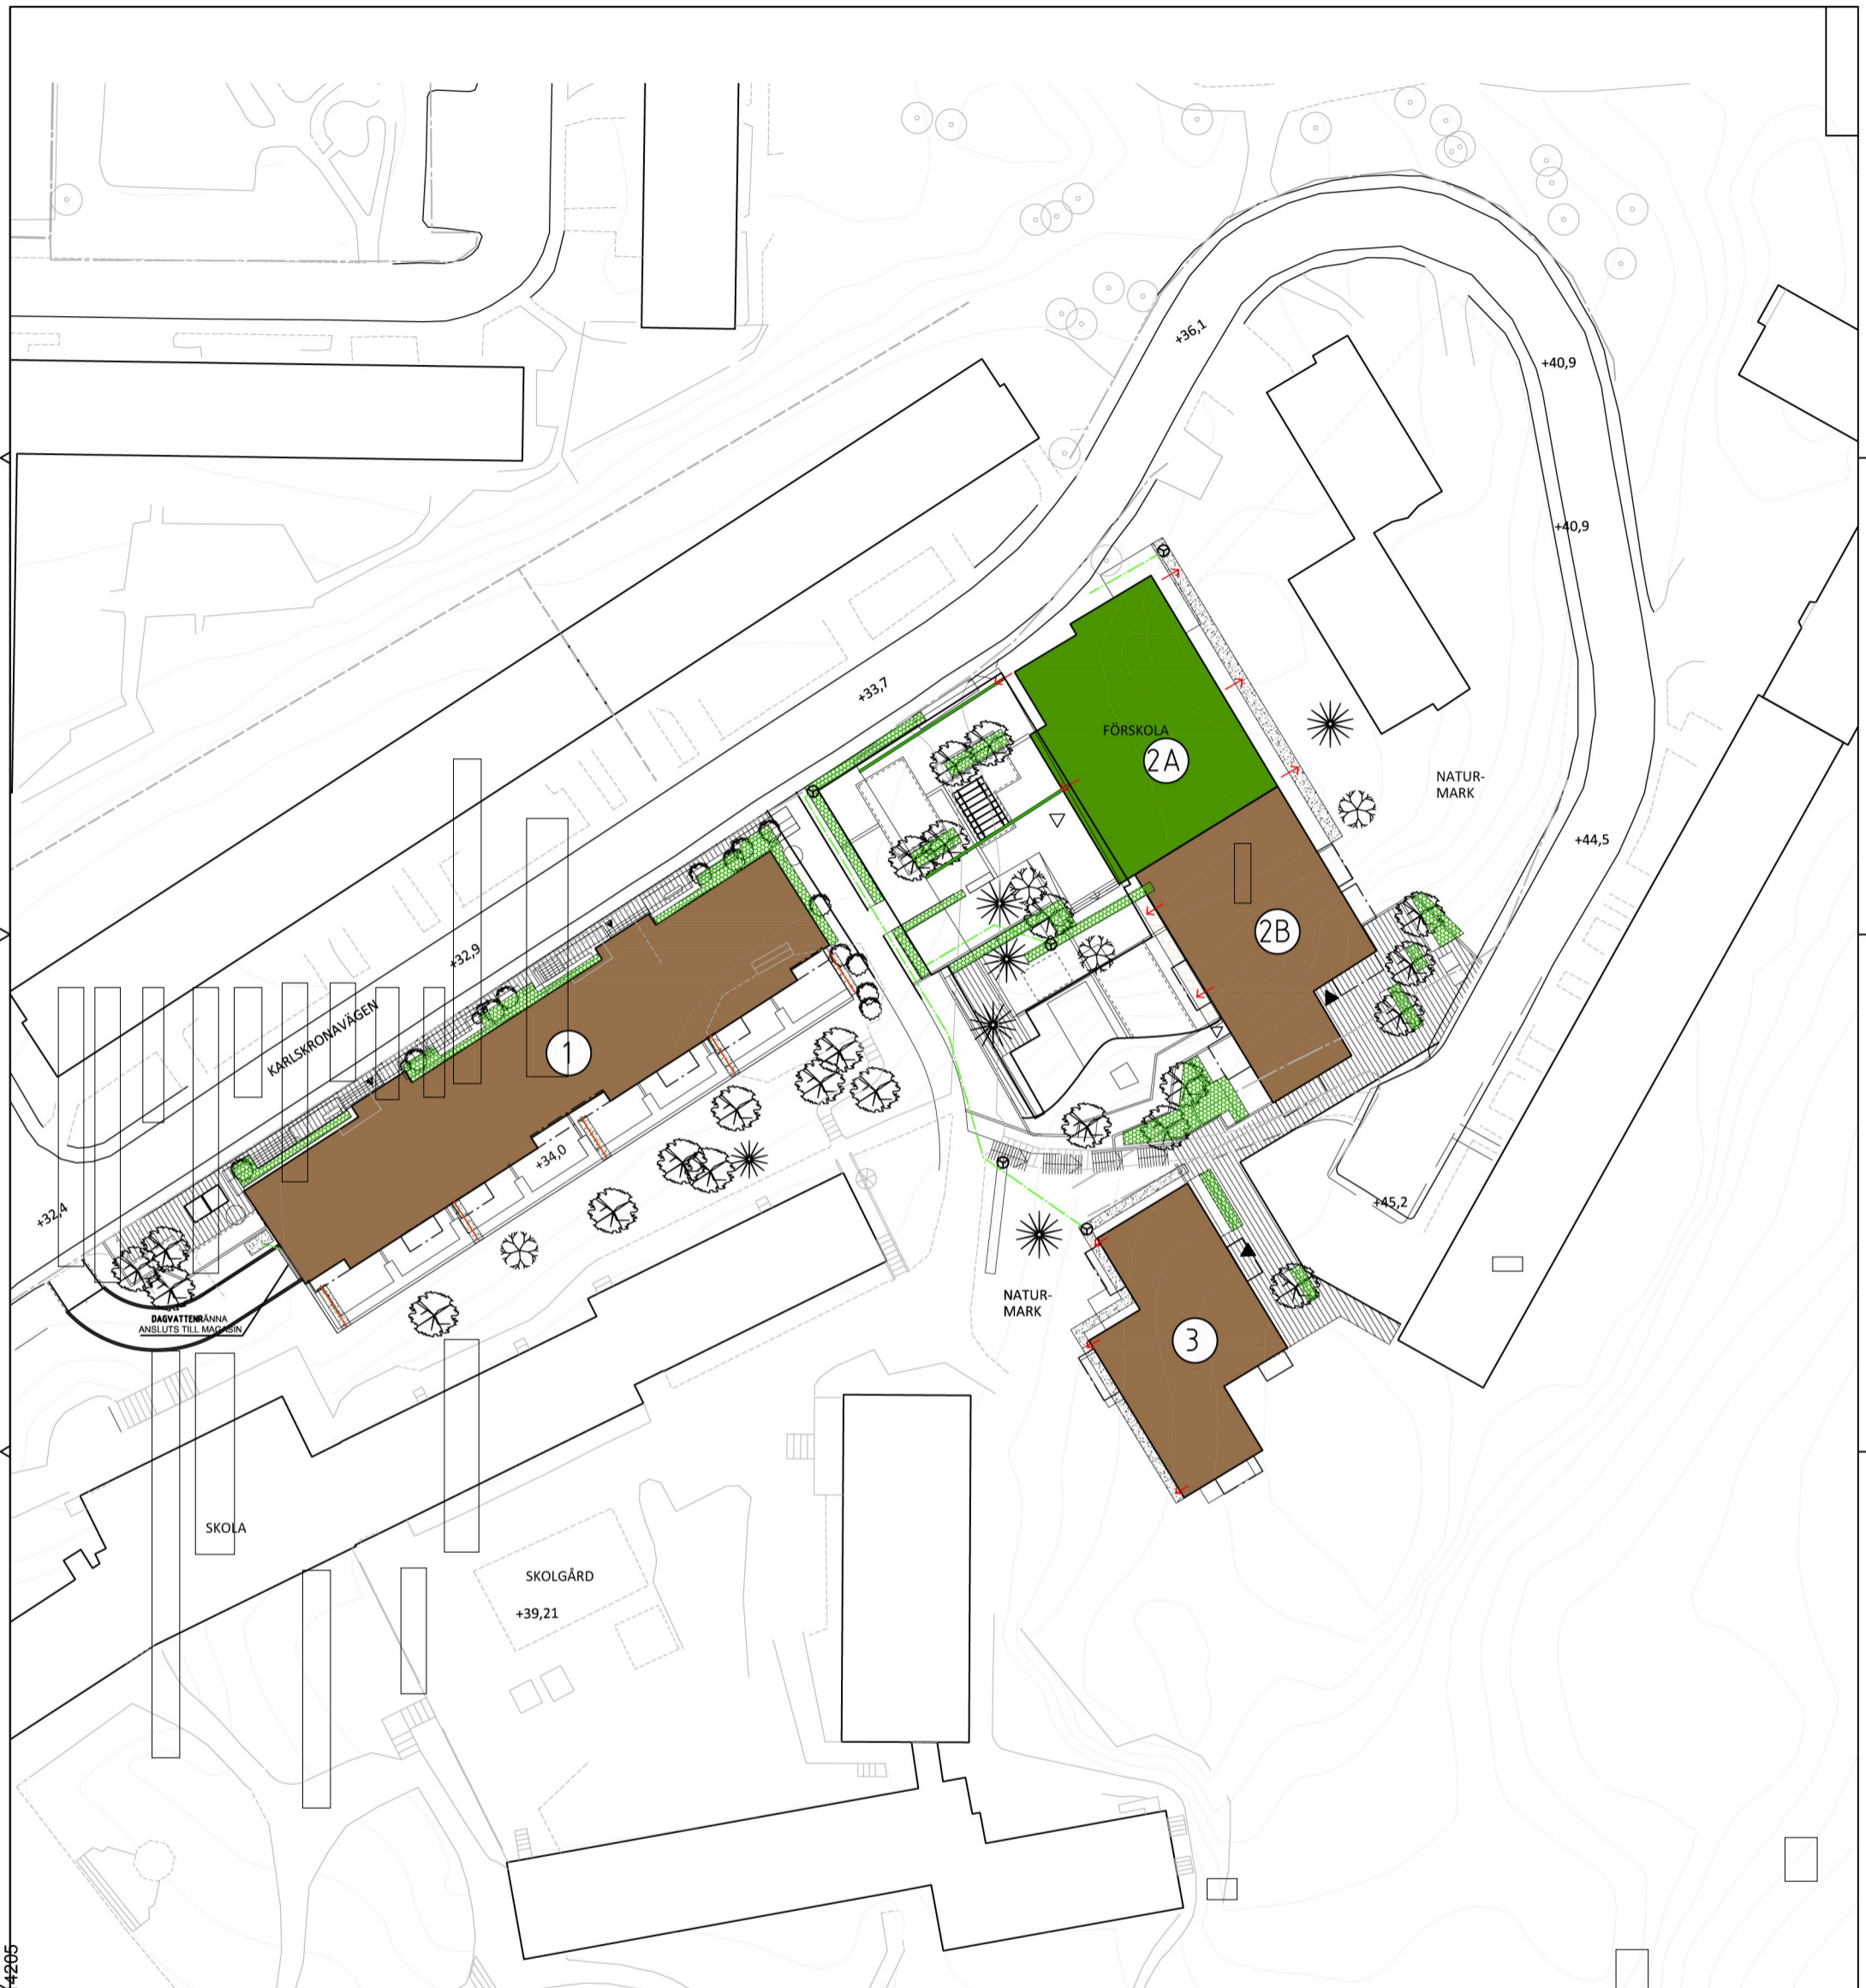 +36,1
+40,9
+40,9
+33,7
FÖRSKOLA
2A
NATUR-
MARK
+44,5
2B
+32,9
KARLSKRONAVÄGEN
1
+34,0
+32,4
+45,2
DAGVATTENRÄNNA
ANSLUTS TILL MAGASIN
NATUR-
MARK
3
SKOLA
SKOLGÅRD
+39,21
4205